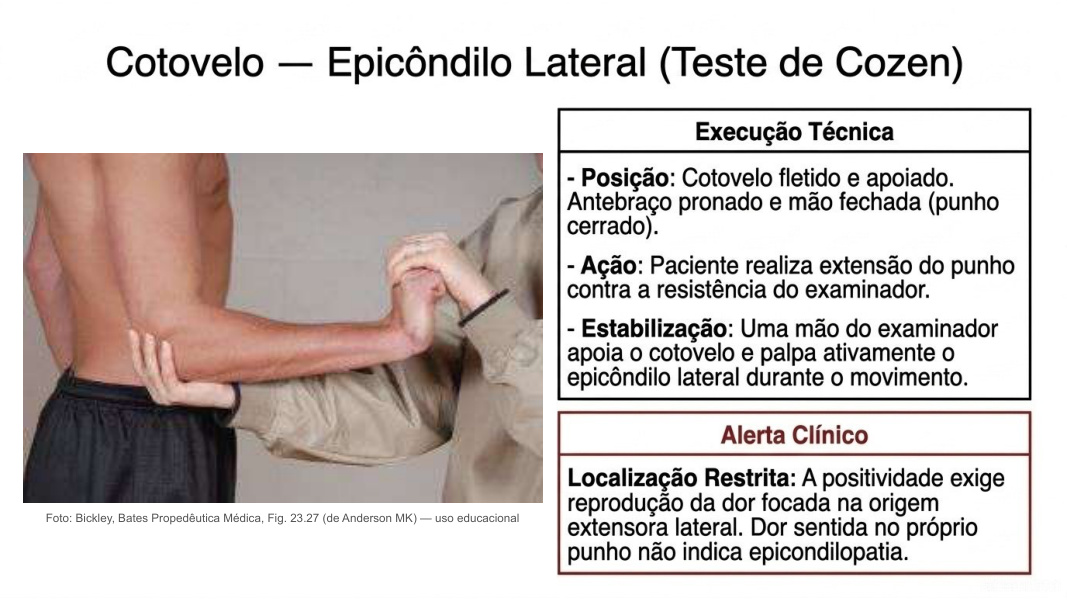 Cotovelo — Epicôndilo Lateral (Teste de Cozen)
Execução Técnica
- Posição: Cotovelo fletido e apoiado.
Antebraço pronado e mão fechada (punho
cerrado).
- Ação: Paciente realiza extensão do punho
contra a resistência do examinador.
- Estabilização: Uma mão do examinador
apoia o cotovelo e palpa ativamente o
epicôndilo lateral durante o movimento.
Alerta Clínico
Localização Restrita: A positividade exige
reprodução da dor focada na origem
extensora lateral. Dor sentida no próprio
punho não indica epicondilopatia.
Foto: Bickley, Bates Propedêutica Médica, Fig. 23.27 (de Anderson MK) — uso educacional